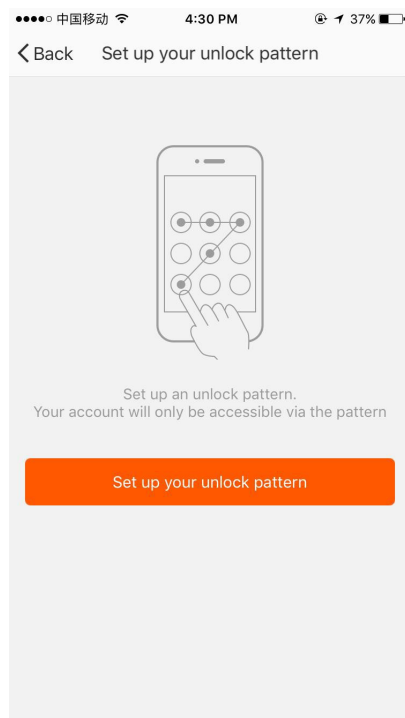 中国移动 4:30 PM 37%
Back Set up your unlock pattern
Set up an unlock pattern.
Your account will only be accessible via the pattern
Set up your unlock pattern